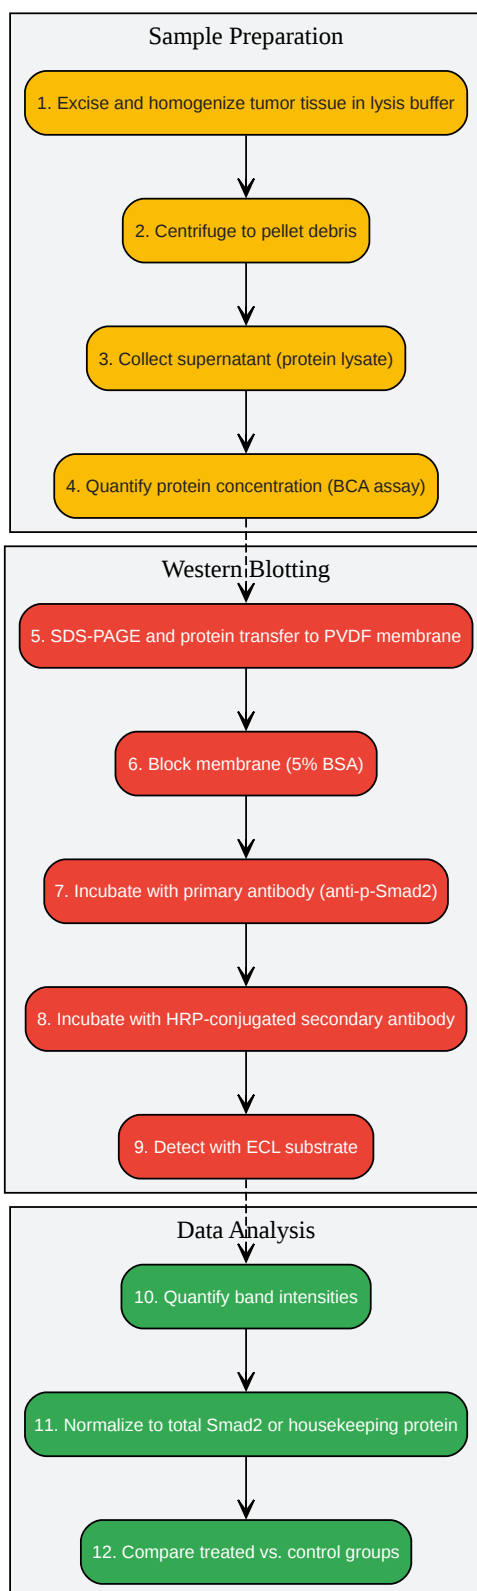 Sample Preparation
1. Excise and homogenize tumor tissue in lysis buffer
2. Centrifuge to pellet debris
3. Collect supernatant (protein lysate)
4. Quantify protein concentration (BCA assay)
Western Blotting
5. SDS-PAGE and protein transfer to PVDF membrane
6. Block membrane (5% BSA)
7. Incubate with primary antibody (anti-p-Smad2)
8. Incubate with HRP-conjugated secondary antibody
9. Detect with ECL substrate
Data Analysis
10. Quantify band intensities
11. Normalize to total Smad2 or housekeeping protein
12. Compare treated vs. control groups